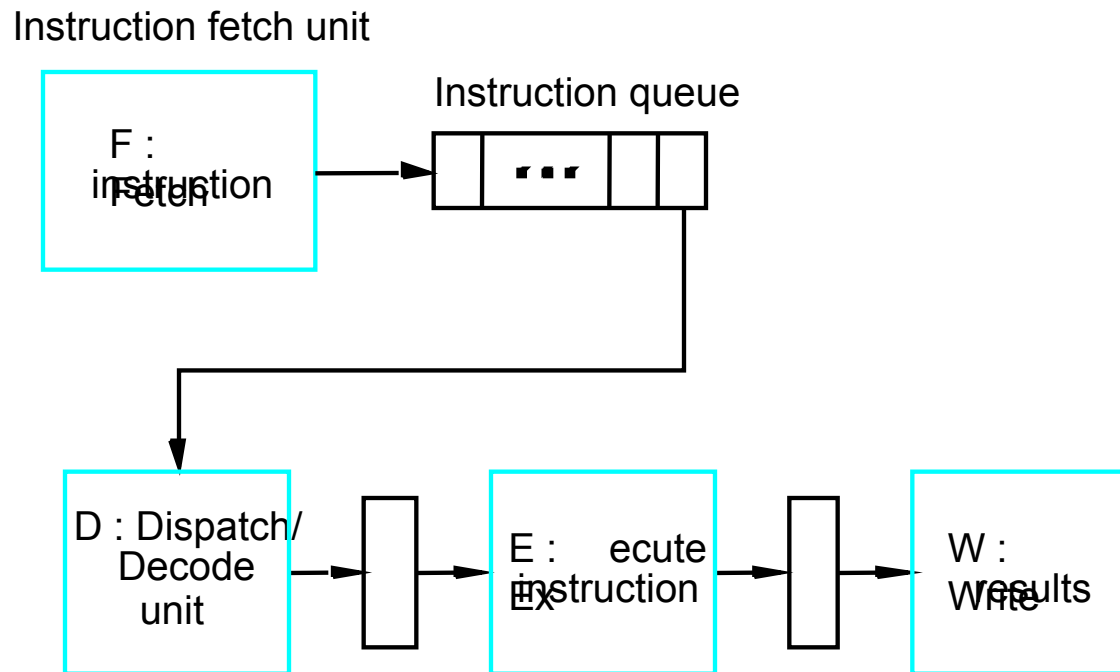 Instruction fetch unit
Instruction queue
F :
Fetch
instruction
D : Dispatch/
Decode
unit
E :
Ex ecute
instruction
W :
Write
results